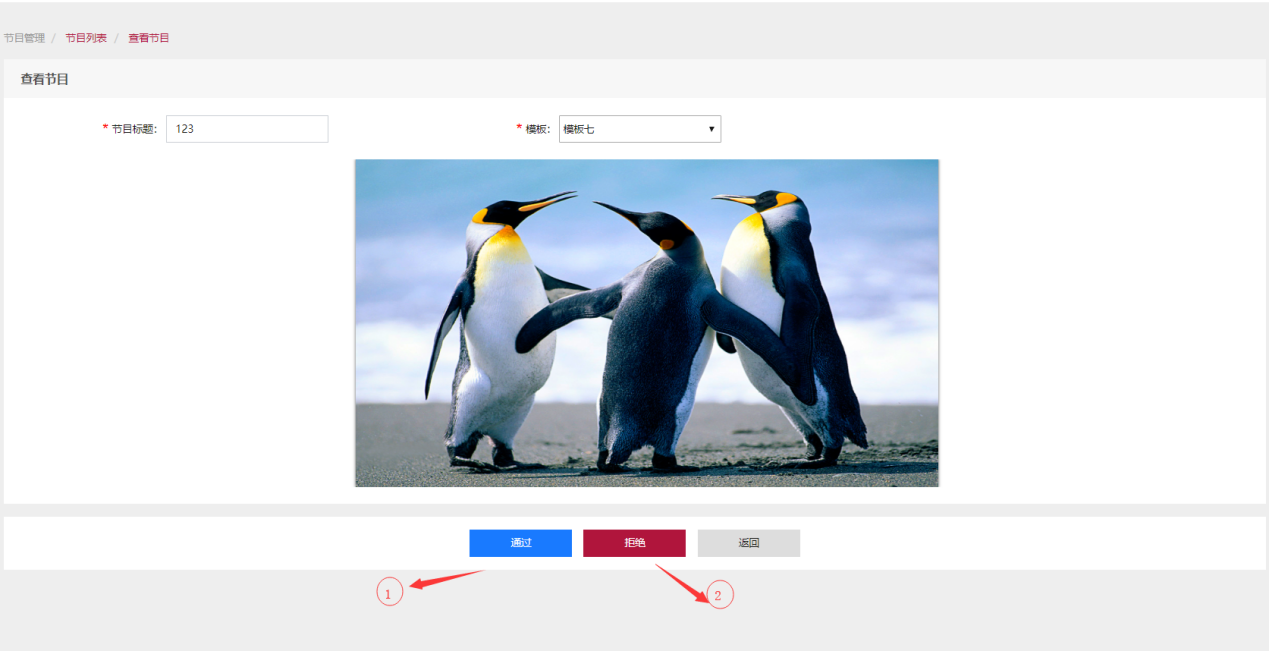 节目管理 / 节目列表 / 查看节目
查看节目
* 节目标题: 123 * 模板: 模板七
通过 拒绝 返回
1 2